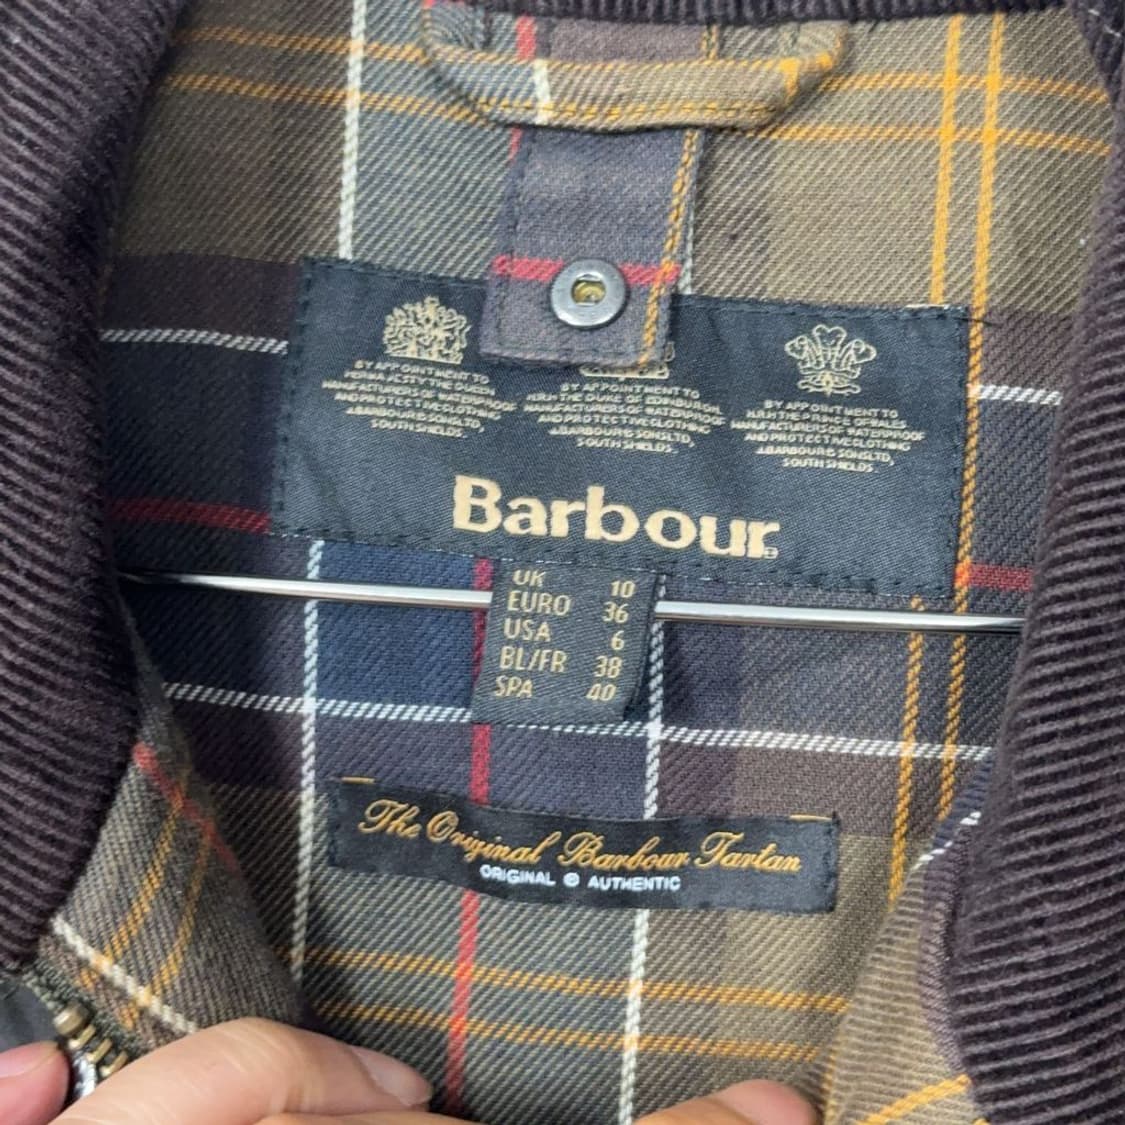 BY APPOINTMENT TO
HER MAJESTY THE QUEEN
MANUFACTURERS OF WATERPROOF
AND PROTECTIVE CLOTHING
J.BARBOUR & SONS LTD,
SOUTH SHIELDS.
BY APPOINTMENT TO
H.R.H THE DUKE OF EDINBURGH
MANUFACTURERS OF WATERPROOF
AND PROTECTIVE CLOTHING
J.BARBOUR & SONS LTD,
SOUTH SHIELDS.
BY APPOINTMENT TO
H.R.H THE PRINCE OF WALES
MANUFACTURERS OF WATERPROOF
AND PROTECTIVE CLOTHING
J.BARBOUR & SONS LTD,
SOUTH SHIELDS
Barbour®
UK 10
EURO 36
USA 6
BL/FR 38
SPA 40
The Original Barbour Tartan
ORIGINAL & AUTHENTIC